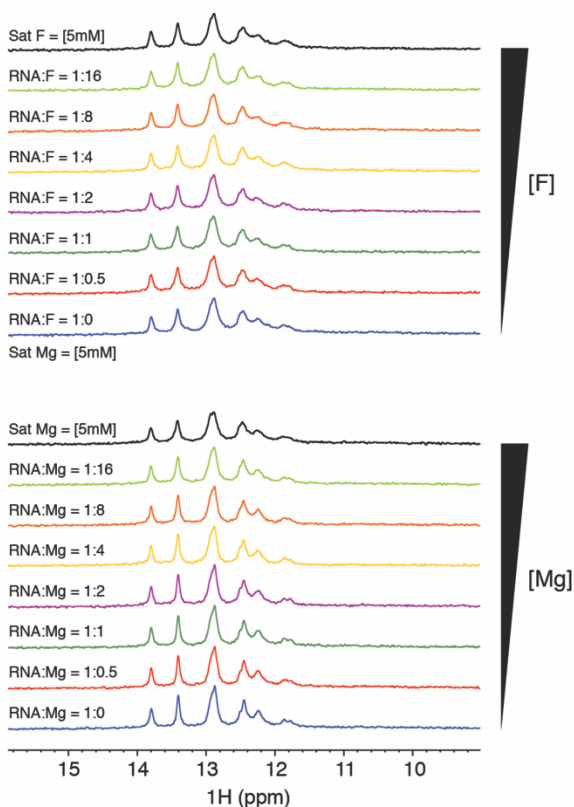 Sat F = [5mM]
RNA:F = 1:16
RNA:F = 1:8
RNA:F = 1:4
RNA:F = 1:2
RNA:F = 1:1
RNA:F = 1:0.5
RNA:F = 1:0
Sat Mg = [5mM]
[F]
Sat Mg = [5mM]
RNA:Mg = 1:16
RNA:Mg = 1:8
RNA:Mg = 1:4
RNA:Mg = 1:2
RNA:Mg = 1:1
RNA:Mg = 1:0.5
RNA:Mg = 1:0
[Mg]
15 14 13 12 11 10
1H (ppm)